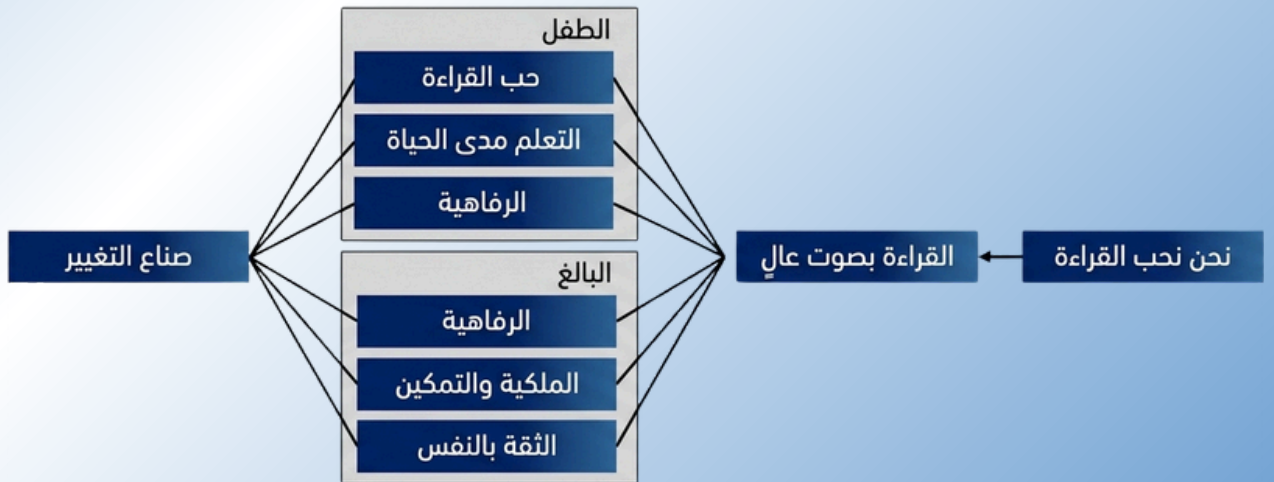 نحن نحب القراءة
القراءة بصوت عالٍ
الطفل
حب القراءة
التعلم مدى الحياة
الرفاهية
البالغ
الرفاهية
الملكية والتمكين
الثقة بالنفس
صناع التغيير